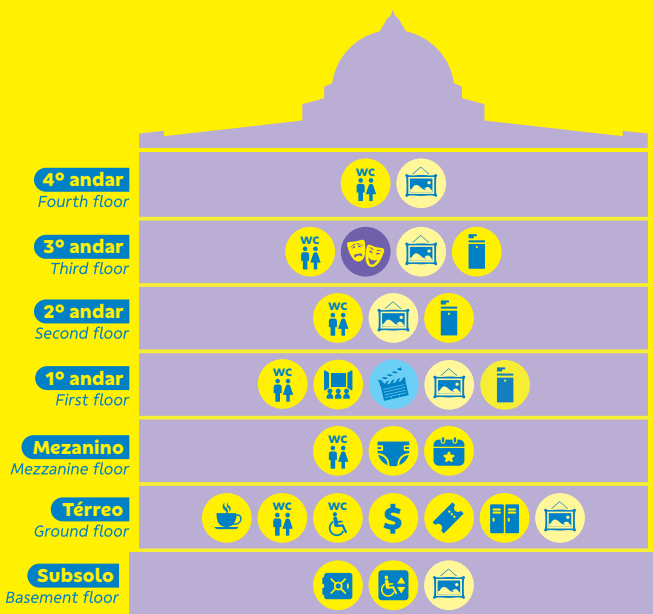 4º andar
Fourth floor
WC
3º andar
Third floor
WC
2º andar
Second floor
WC
1º andar
First floor
WC
Mezanino
Mezzanine floor
WC
Térreo
Ground floor
WC
WC
$
Subsolo
Basement floor